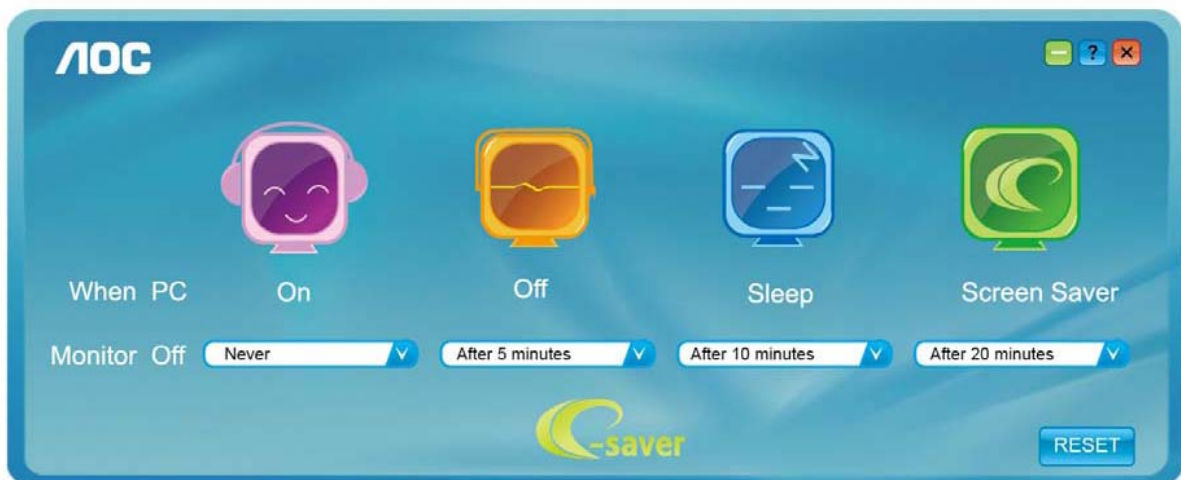 AOC
?
When PC On Off Sleep Screen Saver
Monitor Off Never After 5 minutes After 10 minutes After 20 minutes
e-saver
RESET